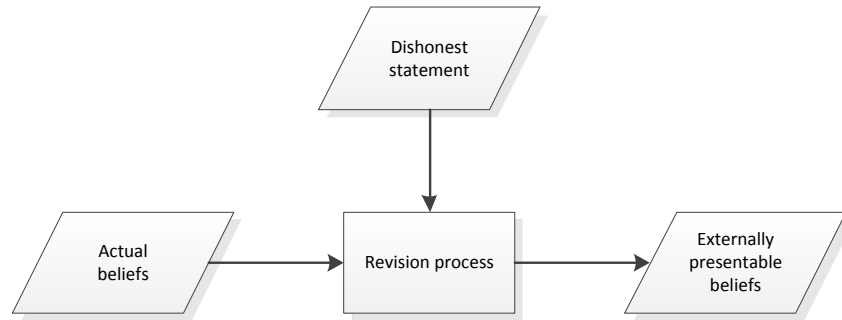 Dishonest
statement
Actual
beliefs
Revision process
Externally
presentable
beliefs